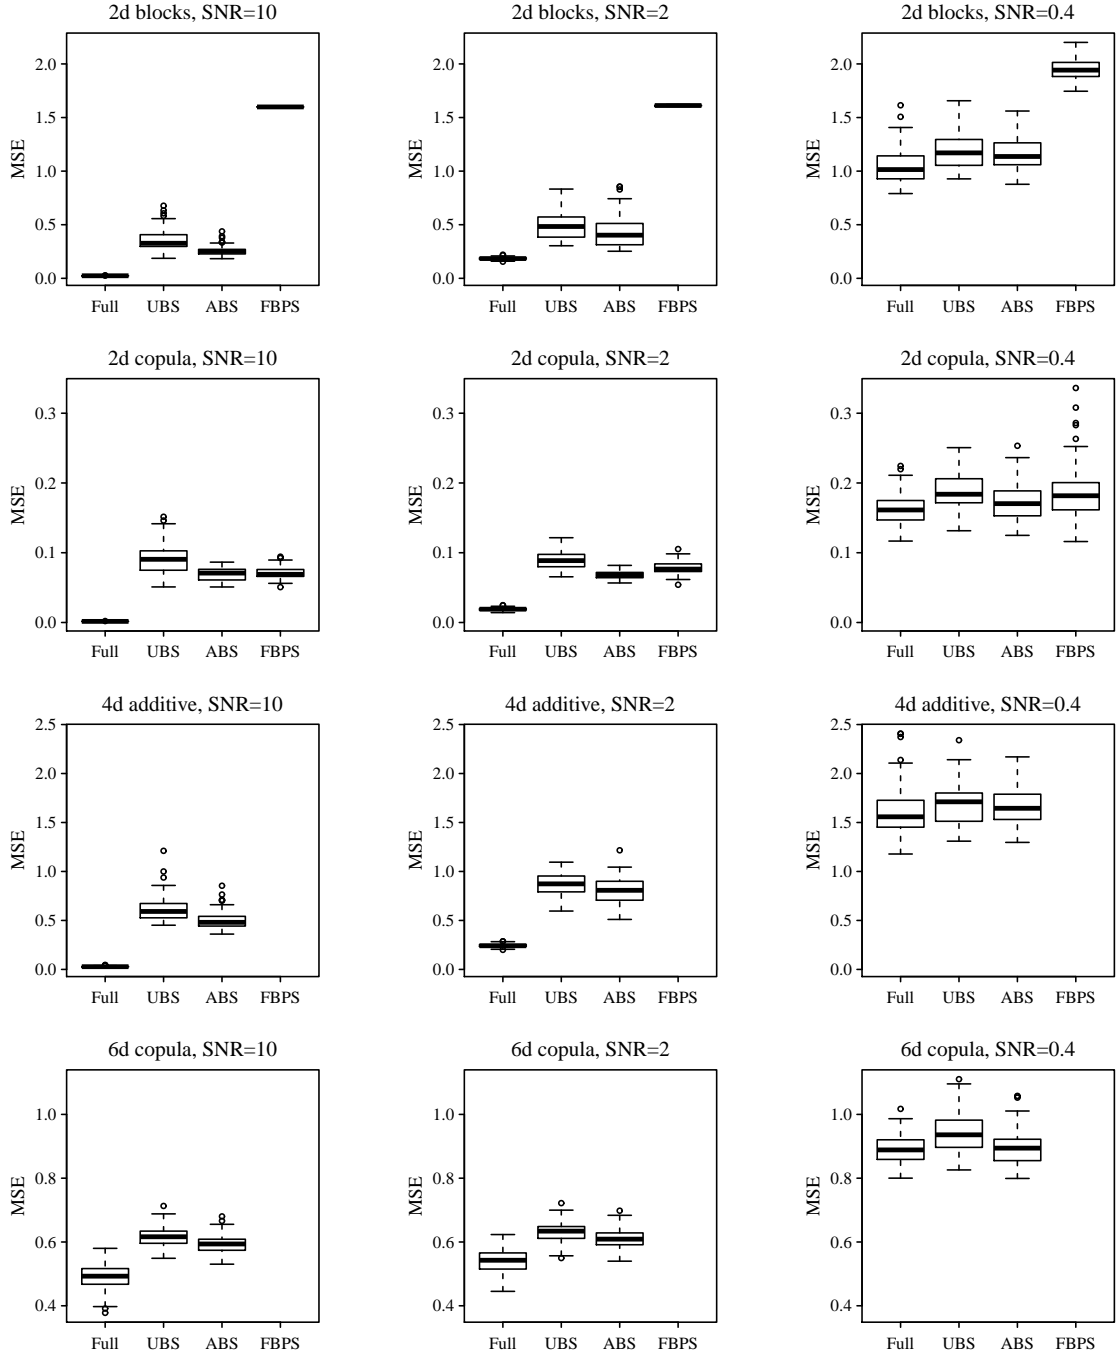 2d blocks, SNR=10
MSE
2.0
1.5
1.0
0.5
0.0
Full UBS ABS FBPS
2d blocks, SNR=2
MSE
2.0
1.5
1.0
0.5
0.0
Full UBS ABS FBPS
2d blocks, SNR=0.4
MSE
2.0
1.5
1.0
0.5
0.0
Full UBS ABS FBPS
2d copula, SNR=10
MSE
0.3
0.2
0.1
0.0
Full UBS ABS FBPS
2d copula, SNR=2
MSE
0.3
0.2
0.1
0.0
Full UBS ABS FBPS
2d copula, SNR=0.4
MSE
0.3
0.2
0.1
0.0
Full UBS ABS FBPS
4d additive, SNR=10
MSE
2.5
2.0
1.5
1.0
0.5
0.0
Full UBS ABS FBPS
4d additive, SNR=2
MSE
2.5
2.0
1.5
1.0
0.5
0.0
Full UBS ABS FBPS
4d additive, SNR=0.4
MSE
2.5
2.0
1.5
1.0
0.5
0.0
Full UBS ABS FBPS
6d copula, SNR=10
MSE
1.0
0.8
0.6
0.4
Full UBS ABS FBPS
6d copula, SNR=2
MSE
1.0
0.8
0.6
0.4
Full UBS ABS FBPS
6d copula, SNR=0.4
MSE
1.0
0.8
0.6
0.4
Full UBS ABS FBPS